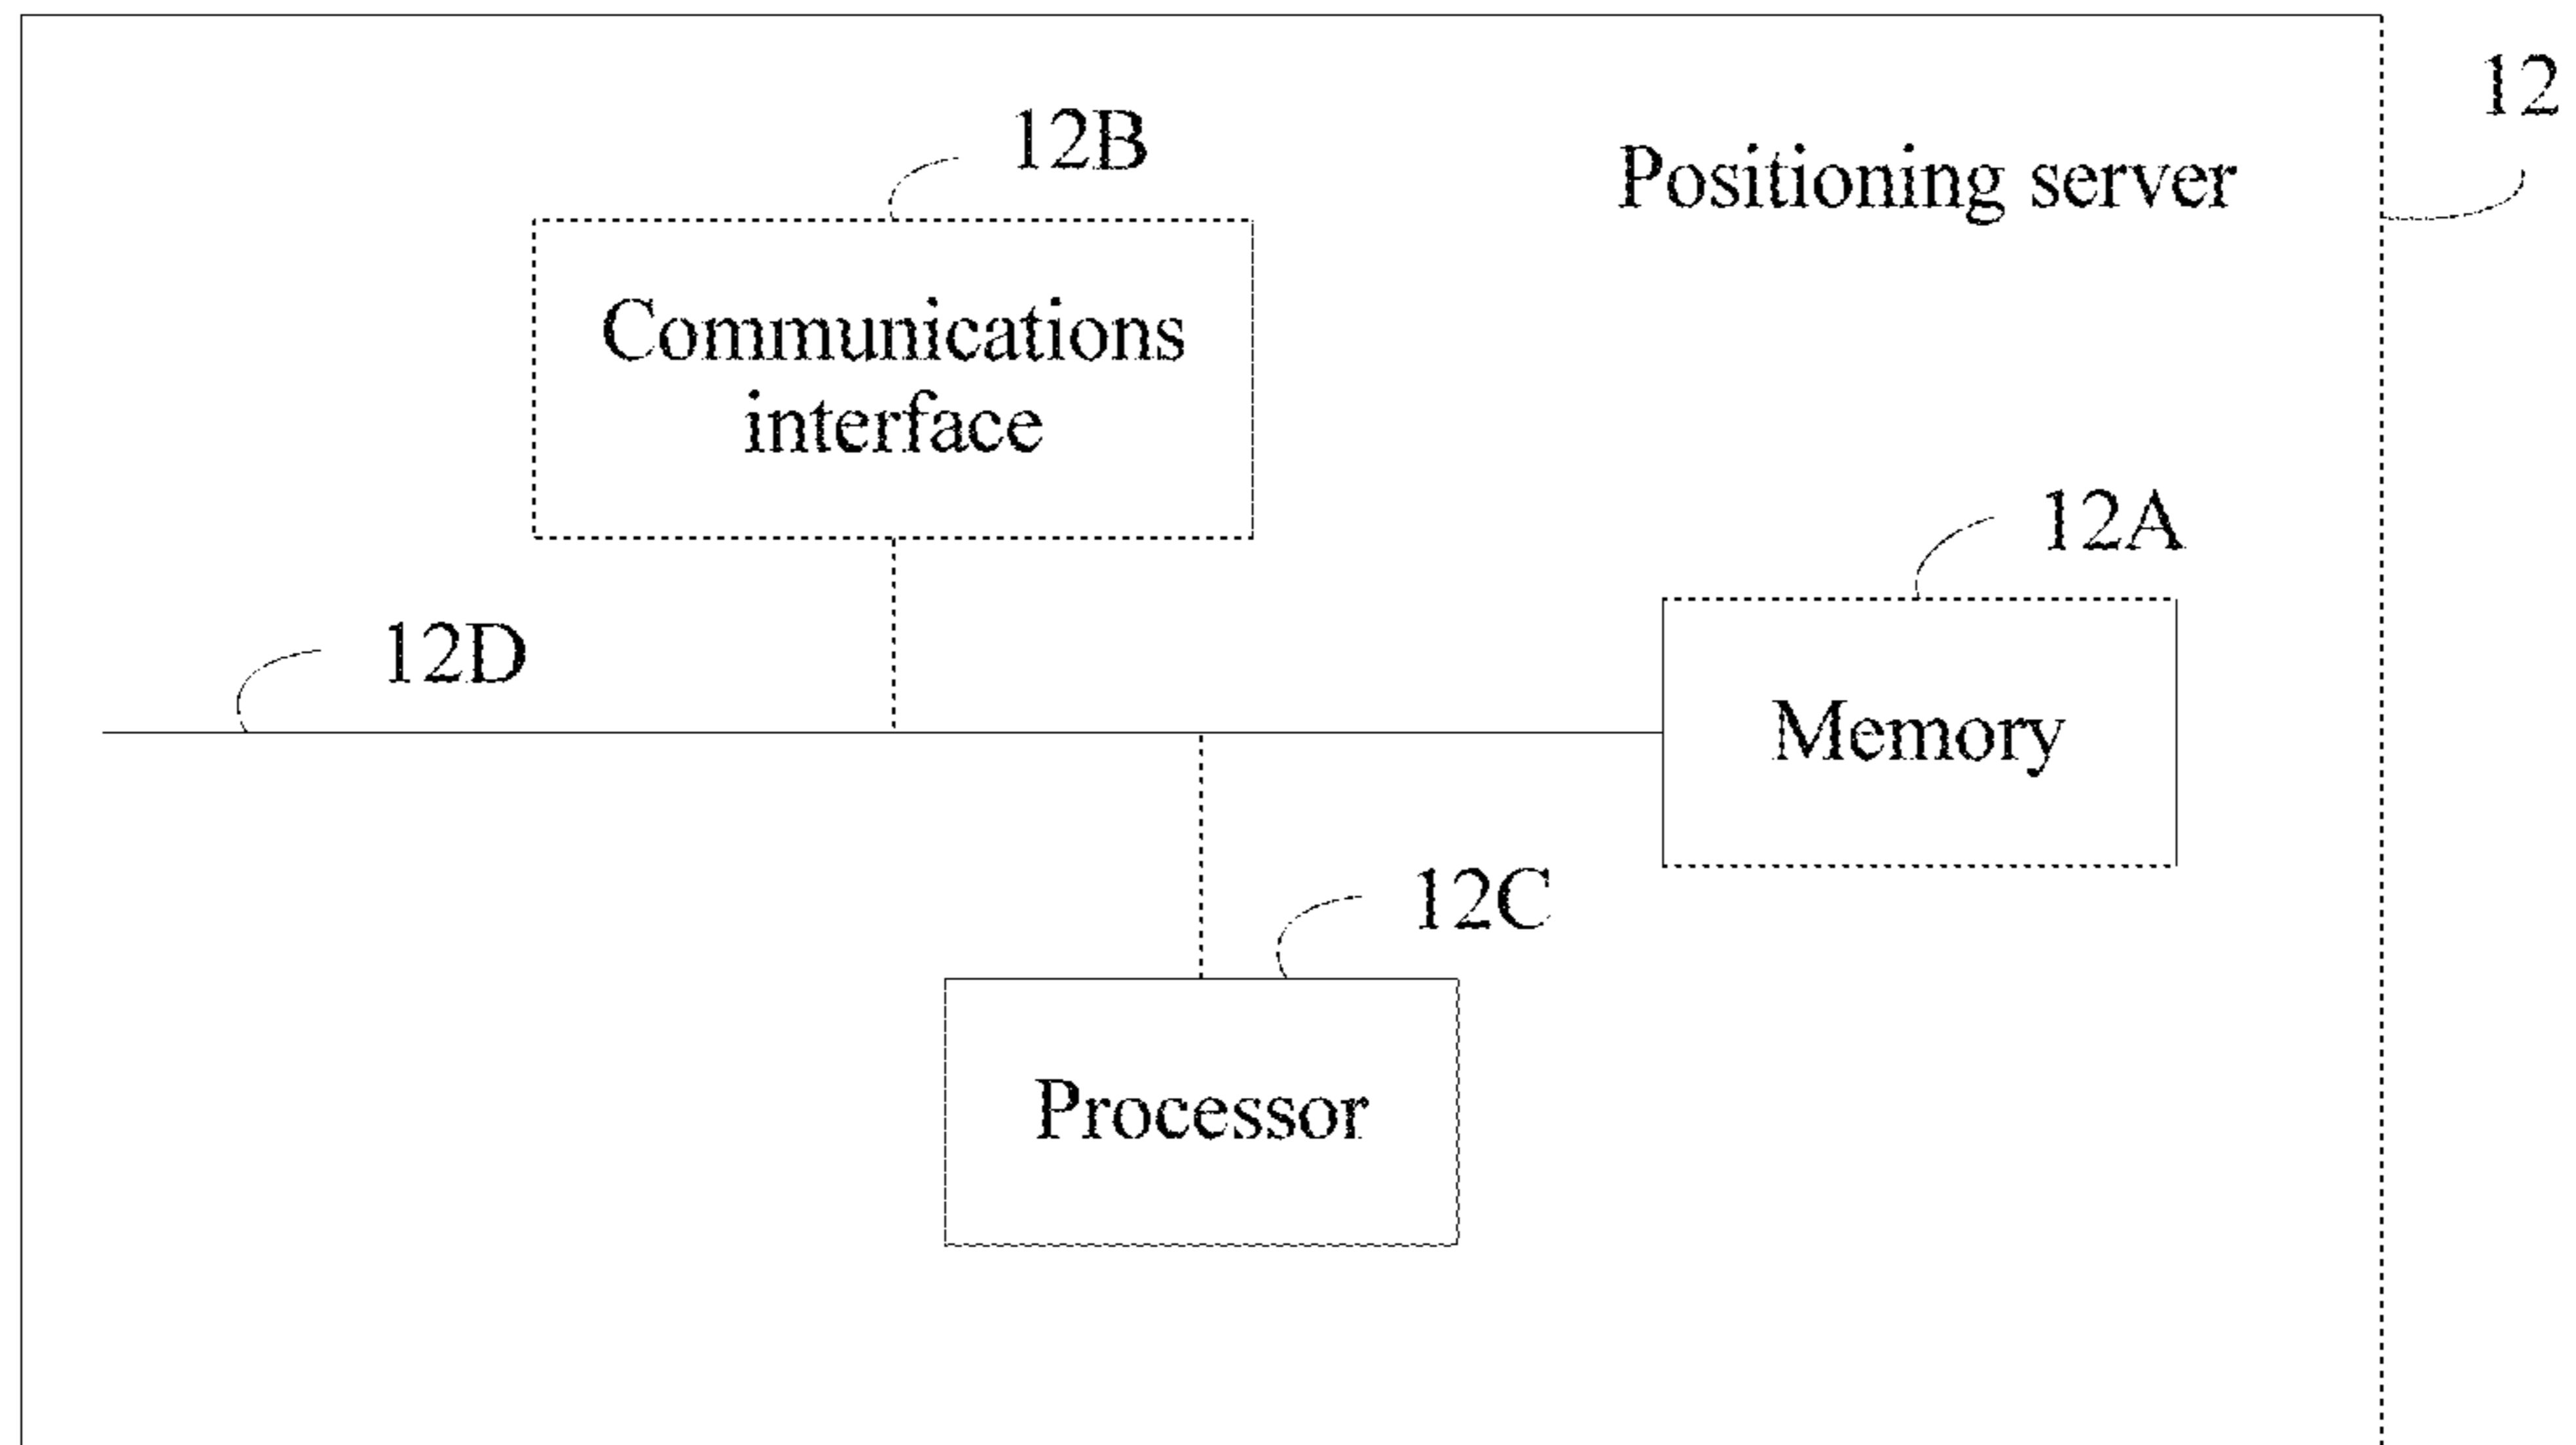 12
12B
Positioning server
Communications
interface
12A
12D
Memory
12C
Processor